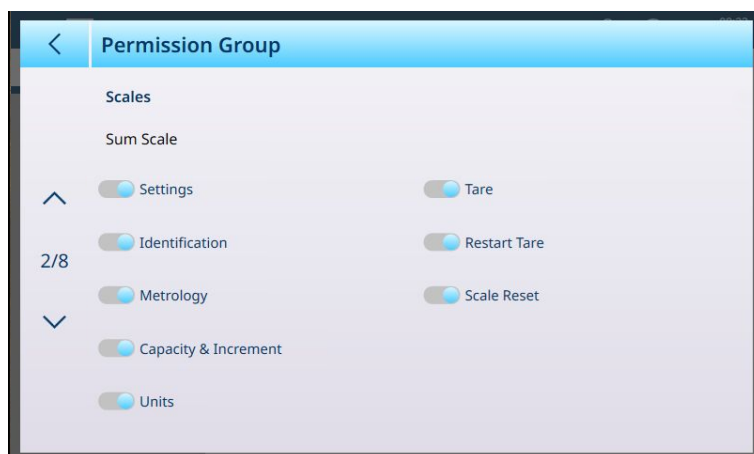 Permission Group
Scales
Sum Scale
Settings
Tare
Identification
Restart Tare
2/8
Metrology
Scale Reset
Capacity & Increment
Units